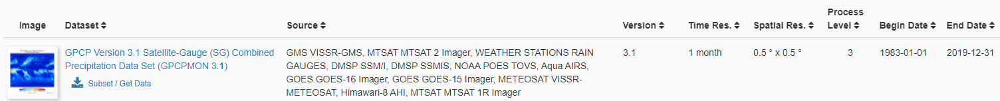 Image Dataset Source Version Time Res. Spatial Res. Process Level Begin Date End Date
GPCP Version 3.1 Satellite-Gauge (SG) Combined
Precipitation Data Set (GPCPMON 3.1)
Subset / Get Data
GMS VISSR-GMS, MTSAT MTSAT 2 Imager, WEATHER STATIONS RAIN
GAUGES, DMSP SSM/I, DMSP SSMIS, NOAA POES TOVS, Aqua AIRS,
GOES GOES-16 Imager, GOES GOES-15 Imager, METEOSAT VISSR-
METEOSAT, Himawari-8 AHI, MTSAT MTSAT 1R Imager
3.1
1 month
0.5 ° x 0.5 °
3
1983-01-01
2019-12-31